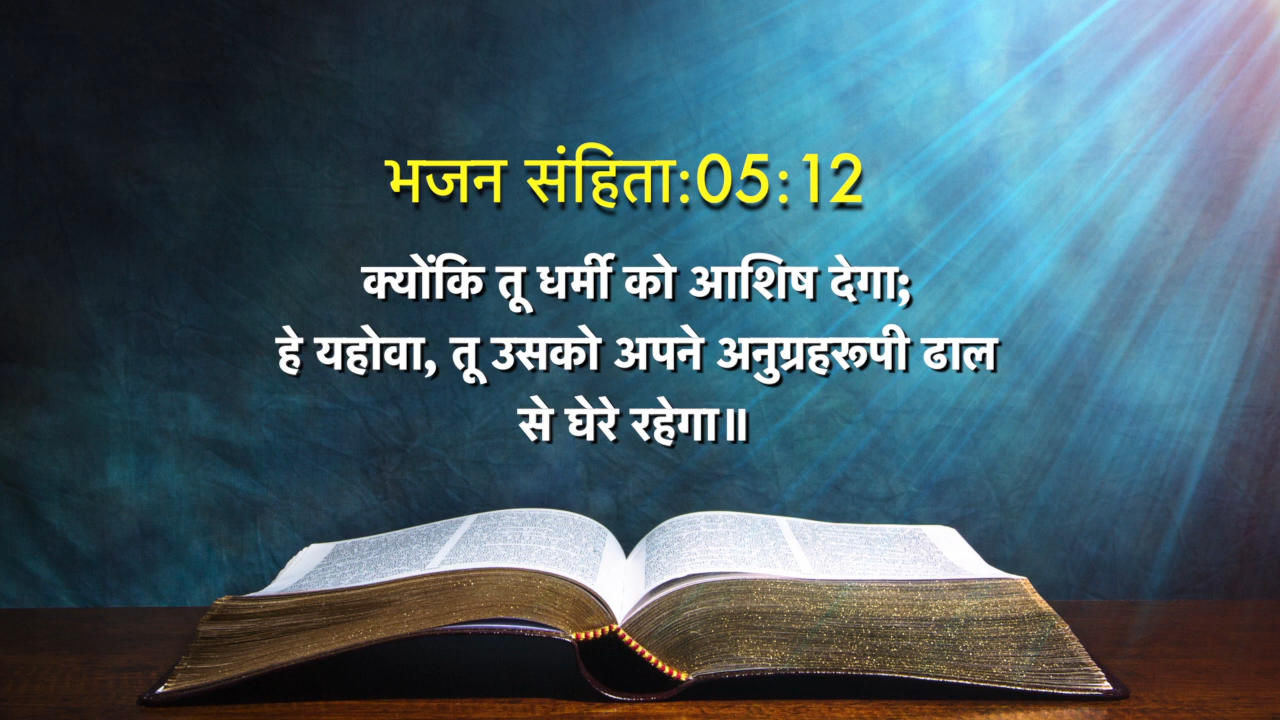 भजन संहिता:05:12
क्योंकि तू धर्मी को आशिष देगा;
हे यहोवा, तू उसको अपने अनुग्रहरूपी ढाल
से घेरे रहेगा॥